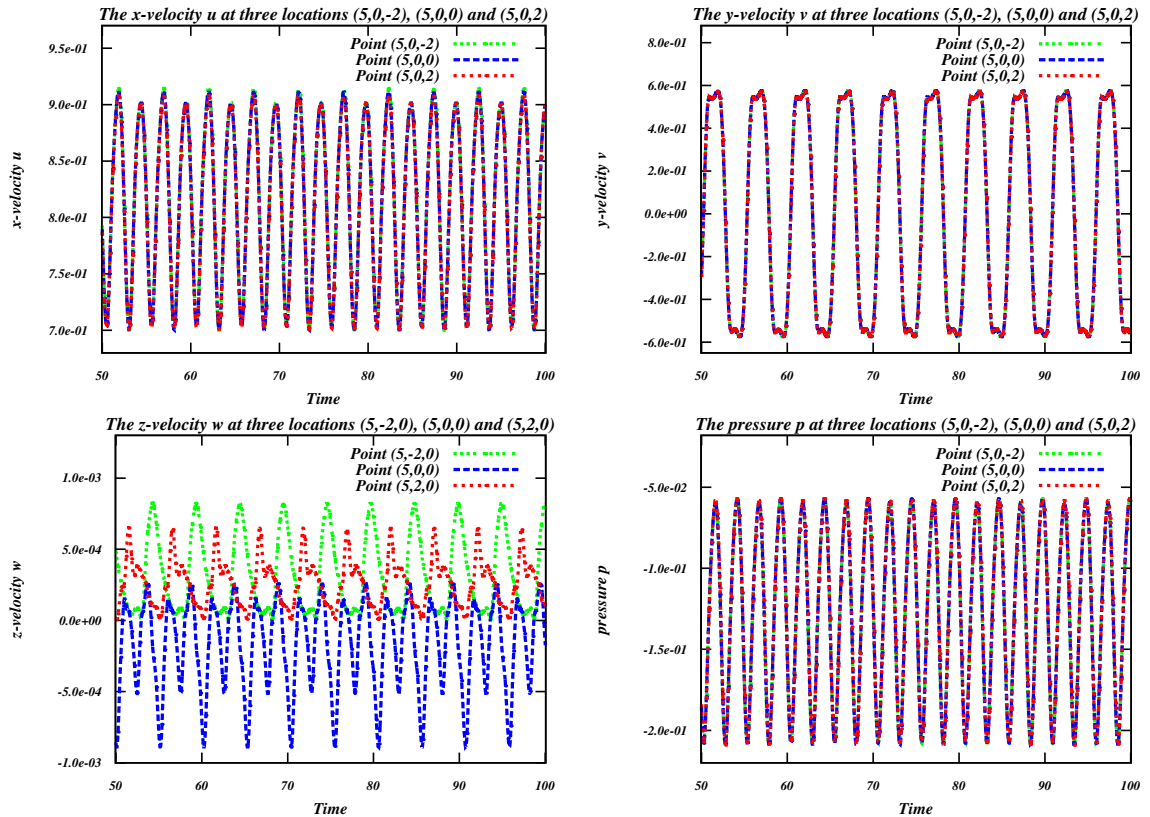 The x-velocity u at three locations (5,0,-2), (5,0,0) and (5,0,2)
9.5e-01
9.0e-01
8.5e-01
8.0e-01
7.5e-01
7.0e-01
x-velocity u
Point (5,0,-2)
Point (5,0,0)
Point (5,0,2)
50 60 70 80 90 100
Time
The y-velocity v at three locations (5,0,-2), (5,0,0) and (5,0,2)
8.0e-01
6.0e-01
4.0e-01
2.0e-01
0.0e+00
-2.0e-01
-4.0e-01
-6.0e-01
y-velocity v
Point (5,0,-2)
Point (5,0,0)
Point (5,0,2)
50 60 70 80 90 100
Time
The z-velocity w at three locations (5,-2,0), (5,0,0) and (5,2,0)
1.0e-03
5.0e-04
0.0e+00
-5.0e-04
-1.0e-03
z-velocity w
Point (5,-2,0)
Point (5,0,0)
Point (5,2,0)
50 60 70 80 90 100
Time
The pressure p at three locations (5,0,-2), (5,0,0) and (5,0,2)
-5.0e-02
-1.0e-01
-1.5e-01
-2.0e-01
pressure p
Point (5,0,-2)
Point (5,0,0)
Point (5,0,2)
50 60 70 80 90 100
Time